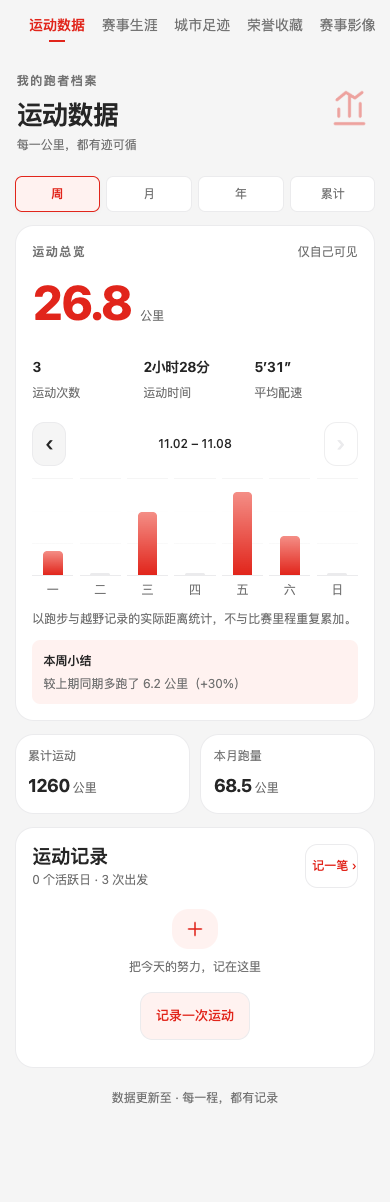 运动数据 赛事生涯 城市足迹 荣誉收藏 赛事影像
我的跑者档案
运动数据
每一公里，都有迹可循
周 月 年 累计
运动总览 仅自己可见
26.8 公里
3 2小时28分 5’31”
运动次数 运动时间 平均配速
‹ 11.02 – 11.08 ›
一 二 三 四 五 六 日
以跑步与越野记录的实际距离统计，不与比赛里程重复累加。
本周小结
较上期同期多跑了 6.2 公里（+30%）
累计运动 本月跑量
1260 公里 68.5 公里
运动记录 记一笔 ›
0 个活跃日 · 3 次出发
+
把今天的努力，记在这里
记录一次运动
数据更新至 · 每一程，都有记录